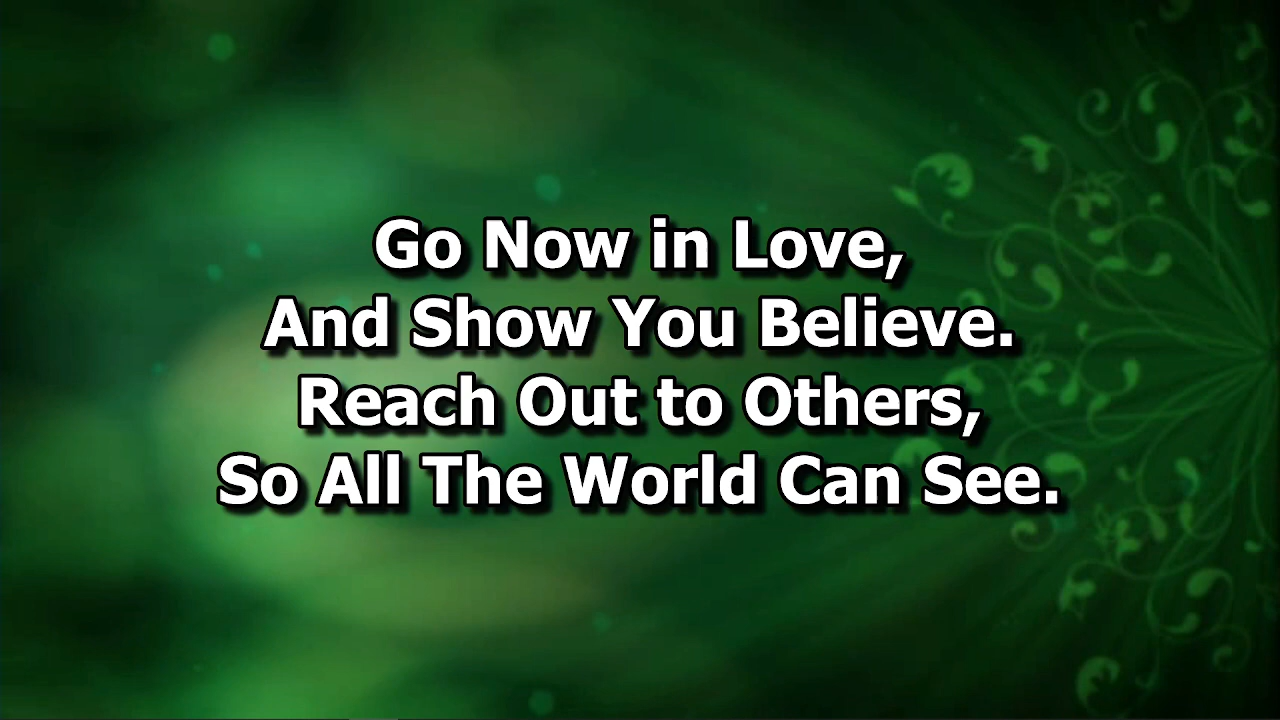 Go Now in Love,
And Show You Believe.
Reach Out to Others,
So All The World Can See.